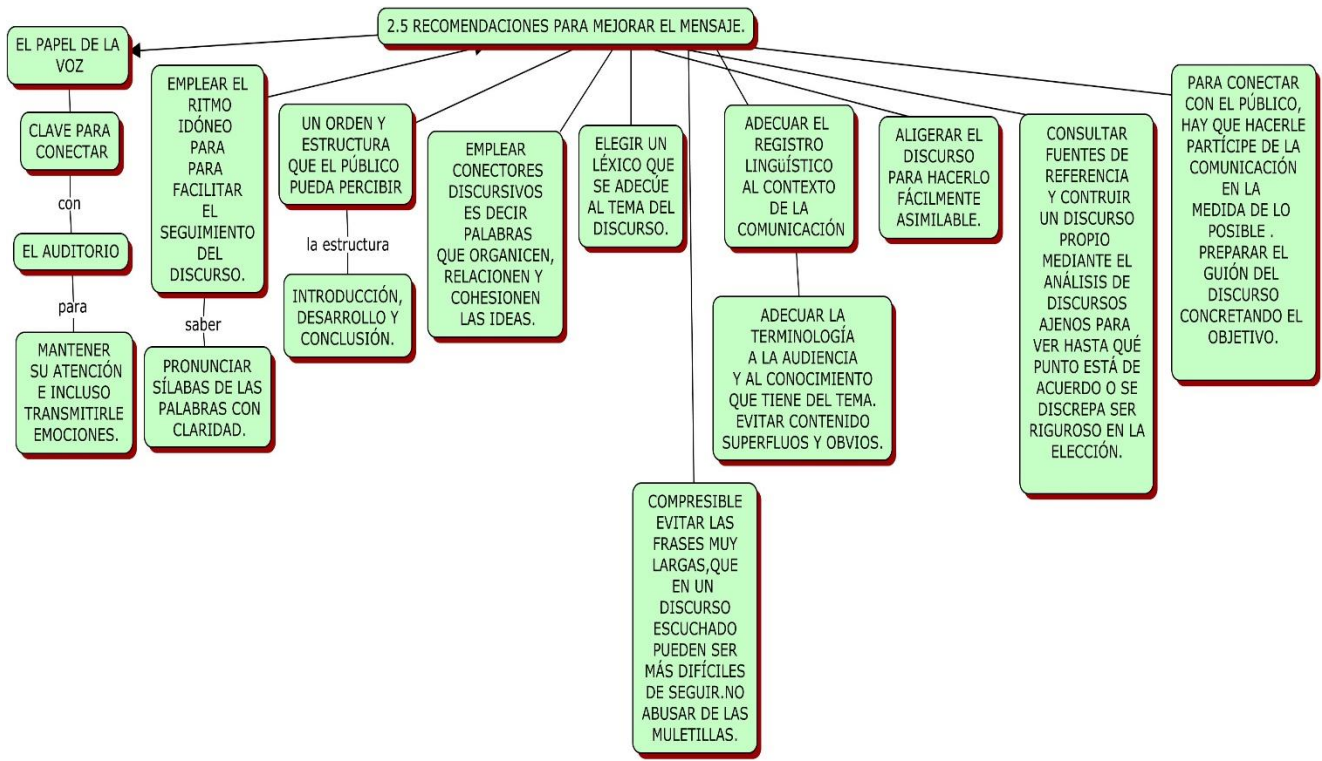 2.5 RECOMENDACIONES PARA MEJORAR EL MENSAJE.
EL PAPEL DE LA
VOZ
CLAVE PARA
CONECTAR
con
EL AUDITORIO
para
MANTENER
SU ATENCIÓN
E INCLUSO
TRANSMITIRLE
EMOCIONES.
EMPLEAR EL
RITMO
IDÓNEO
PARA
PARA
FACILITAR
EL
SEGUIMIENTO
DEL
DISCURSO.
saber
PRONUNCIAR
SÍLABAS DE LAS
PALABRAS CON
CLARIDAD.
UN ORDEN Y
ESTRUCTURA
QUE EL PÚBLICO
PUEDA PERCIBIR
la estructura
INTRODUCCIÓN,
DESARROLLO Y
CONCLUSIÓN.
EMPLEAR
CONECTORES
DISCURSIVOS
ES DECIR
PALABRAS
QUE ORGANICEN,
RELACIONEN Y
COHESIONEN
LAS IDEAS.
ELEGIR UN
LÉXICO QUE
SE ADECÚE
AL TEMA DEL
DISCURSO.
COMPRESIBLE
EVITAR LAS
FRASES MUY
LARGAS,QUE
EN UN
DISCURSO
ESCUCHADO
PUEDEN SER
MÁS DIFÍCILES
DE SEGUIR.NO
ABUSAR DE LAS
MULETILLAS.
ADECUAR EL
REGISTRO
LINGÜÍSTICO
AL CONTEXTO
DE LA
COMUNICACIÓN
ADECUAR LA
TERMINOLOGÍA
A LA AUDIENCIA
Y AL CONOCIMIENTO
QUE TIENE DEL TEMA.
EVITAR CONTENIDO
SUPERFLUOS Y OBVIOS.
ALIGERAR EL
DISCURSO
PARA HACERLO
FÁCILMENTE
ASIMILABLE.
CONSULTAR
FUENTES DE
REFERENCIA
Y CONTRUIR
UN DISCURSO
PROPIO
MEDIANTE EL
ANÁLISIS DE
DISCURSOS
AJENOS PARA
VER HASTA QUÉ
PUNTO ESTÁ DE
ACUERDO O SE
DISCREPA SER
RIGUROSO EN LA
ELECCIÓN.
PARA CONECTAR
CON EL PÚBLICO,
HAY QUE HACERLE
PARTÍCIPE DE LA
COMUNICACIÓN
EN LA
MEDIDA DE LO
POSIBLE .
PREPARAR EL
GUIÓN DEL
DISCURSO
CONCRETANDO EL
OBJETIVO.